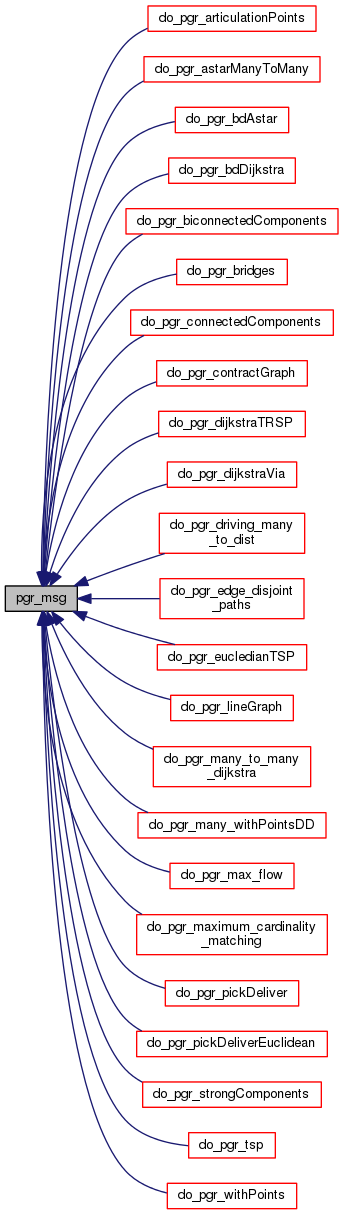 do_pgr_articulationPoints
do_pgr_astarManyToMany
do_pgr_bdAstar
do_pgr_bdDijkstra
do_pgr_biconnectedComponents
do_pgr_bridges
do_pgr_connectedComponents
do_pgr_contractGraph
do_pgr_dijkstraTRSP
do_pgr_dijkstraVia
do_pgr_driving_many
_to_dist
do_pgr_edge_disjoint
_paths
pgr_msg
do_pgr_eucledianTSP
do_pgr_lineGraph
do_pgr_many_to_many
_dijkstra
do_pgr_many_withPointsDD
do_pgr_max_flow
do_pgr_maximum_cardinality
_matching
do_pgr_pickDeliver
do_pgr_pickDeliverEuclidean
do_pgr_strongComponents
do_pgr_tsp
do_pgr_withPoints